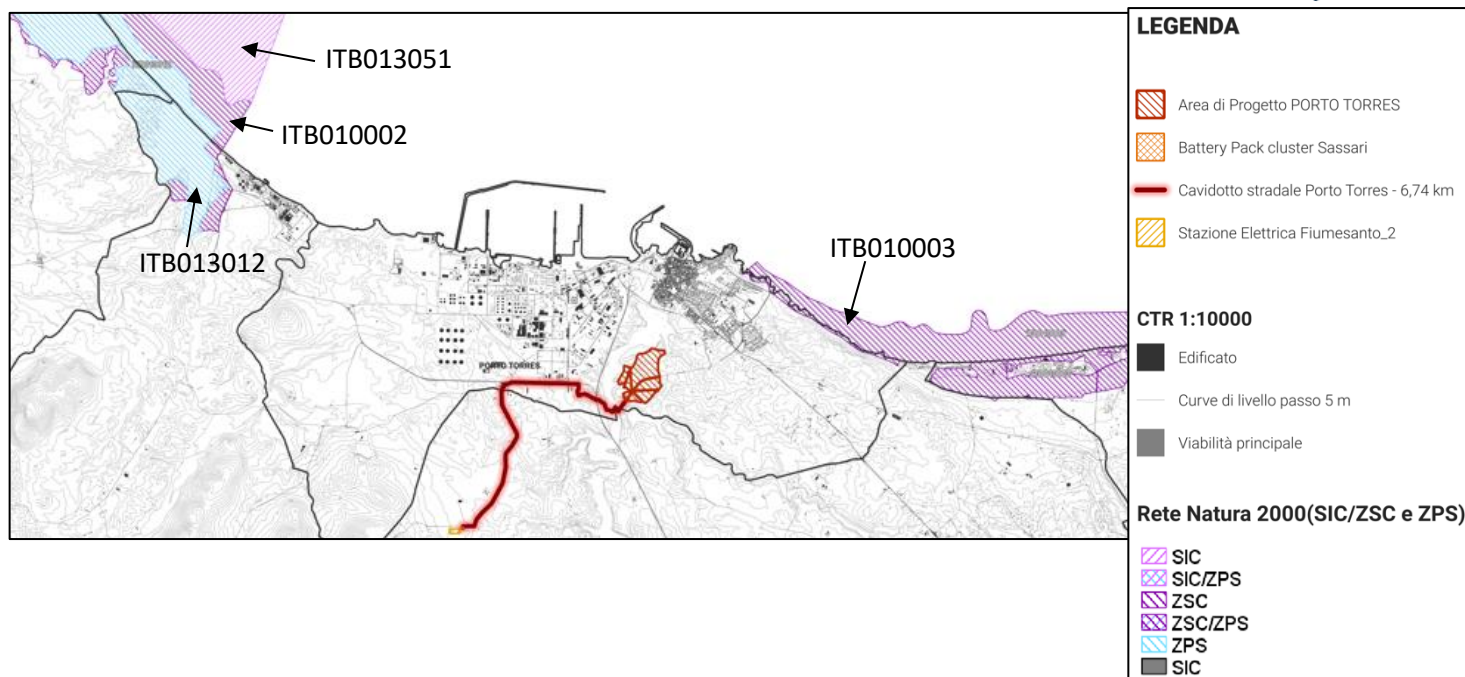 ITB013051
ITB010002
ITB013012
ITB010003
PORTO TORRES
LEGENDA
Area di Progetto PORTO TORRES
Battery Pack cluster Sassari
Cavidotto stradale Porto Torres - 6,74 km
Stazione Elettrica Fiumesanto_2
CTR 1:10000
Edificato
Curve di livello passo 5 m
Viabilità principale
Rete Natura 2000(SIC/ZSC e ZPS)
SIC
SIC/ZPS
ZSC
ZSC/ZPS
ZPS
SIC